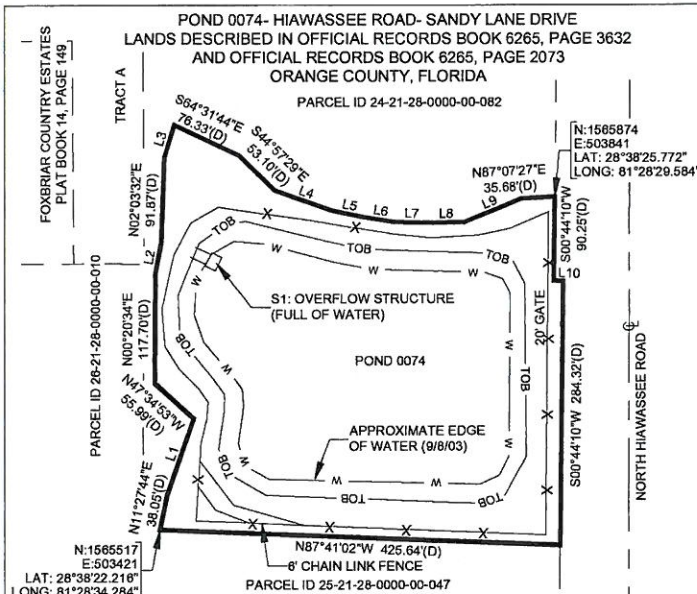 POND 0074- HIAWASSEE ROAD- SANDY LANE DRIVE
LANDS DESCRIBED IN OFFICIAL RECORDS BOOK 6265, PAGE 3632
AND OFFICIAL RECORDS BOOK 6265, PAGE 2073
ORANGE COUNTY, FLORIDA
PARCEL ID 24-21-28-0000-00-082
FOXBRIAR COUNTRY ESTATES
PLAT BOOK 14, PAGE 149
TRACT A
L3
S64°31'44"E
76.33'(D)
S44°57'29"E
53.10'(D)
L4
L5
L6
L7
L8
L9
N87°07'27"E
35.68'(D)
N:1565874
E:503841
LAT: 28°38'25.772"
LONG: 81°28'29.584"
S00°44'10"W
90.25'(D)
L10
N02°03'32"E
91.87'(D)
L2
X
X
TOB
TOB
TOB
W
W
W
W
S1: OVERFLOW STRUCTURE
(FULL OF WATER)
X
20' GATE
N00°20'34"E
117.70'(D)
PARCEL ID 26-21-28-0000-00-010
TOB
W
POND 0074
W
TOB
X
S00°44'10"W 284.32'(D)
NORTH HIAWASSEE ROAD
N47°34'53"W
55.99'(D)
L1
W
APPROXIMATE EDGE
OF WATER (9/8/03)
W
X
TOB
W
W
W
W
TOB
TOB
TOB
X
X
N11°27'44"E
38.05'(D)
X
X
X
X
N87°41'02"W 425.64'(D)
6' CHAIN LINK FENCE
N:1565517
E:503421
LAT: 28°38'22.216"
LONG: 81°28'34.284"
PARCEL ID 25-21-28-0000-00-047